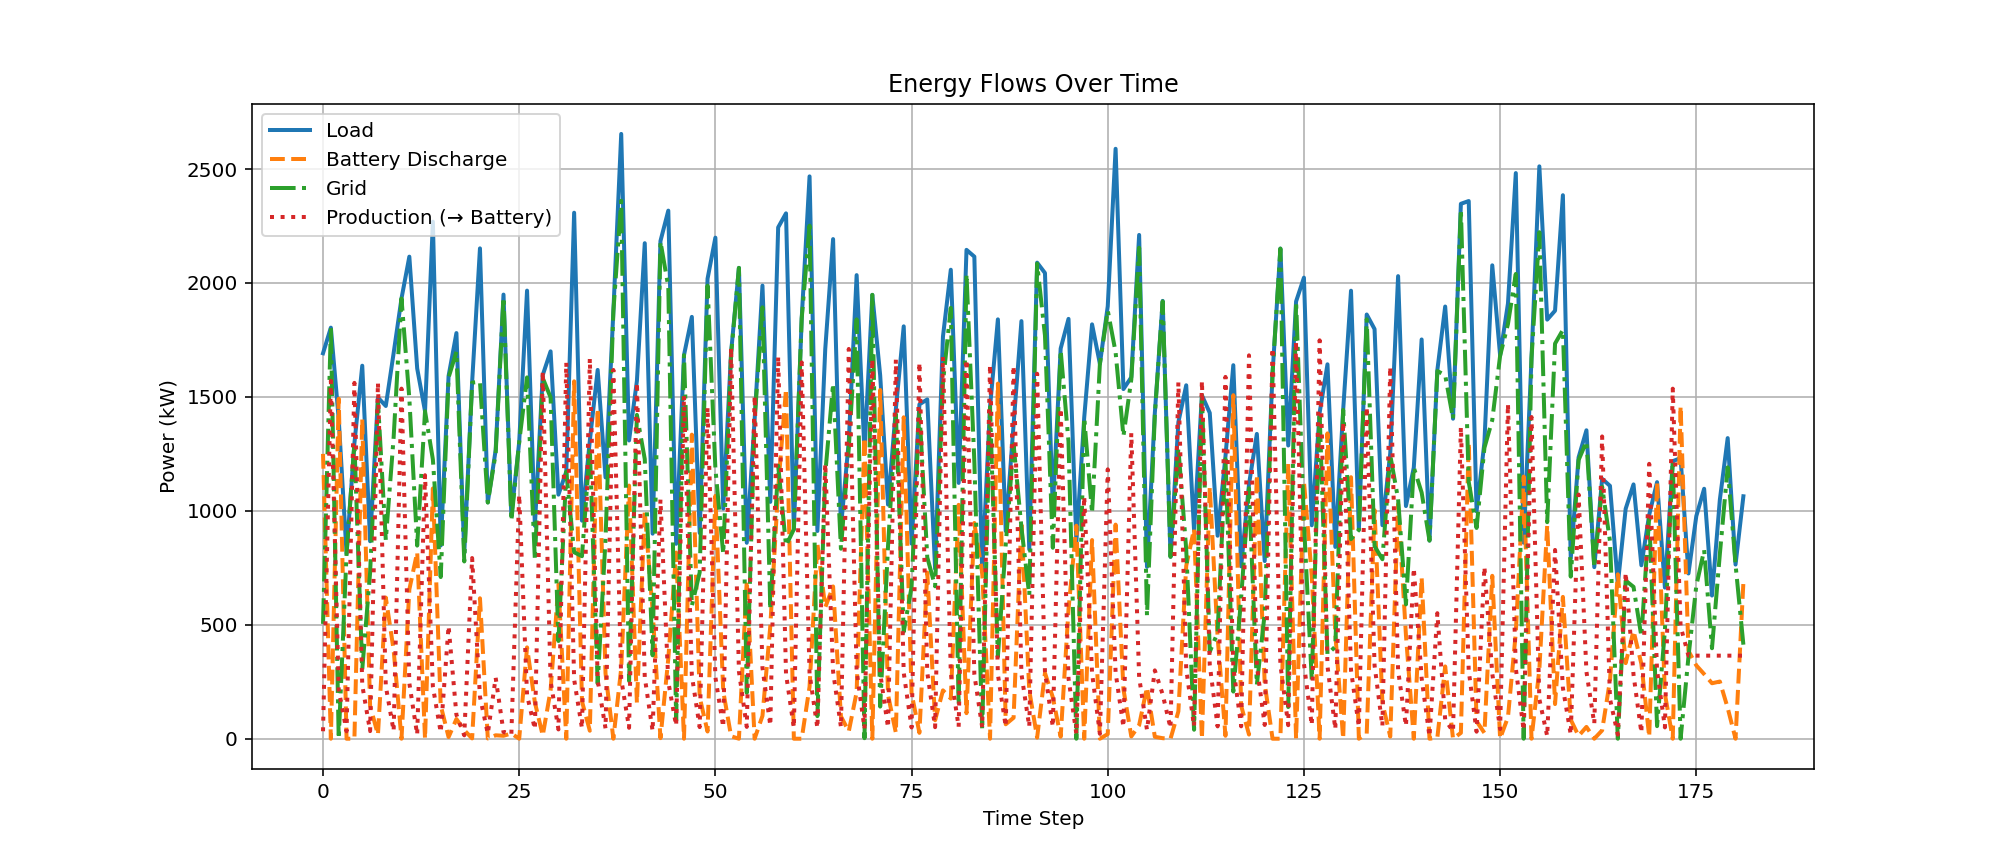 Energy Flows Over Time
Load
Battery Discharge
Grid
Production (→ Battery)
Power (kW)
2500
2000
1500
1000
500
0
0 25 50 75 100 125 150 175
Time Step